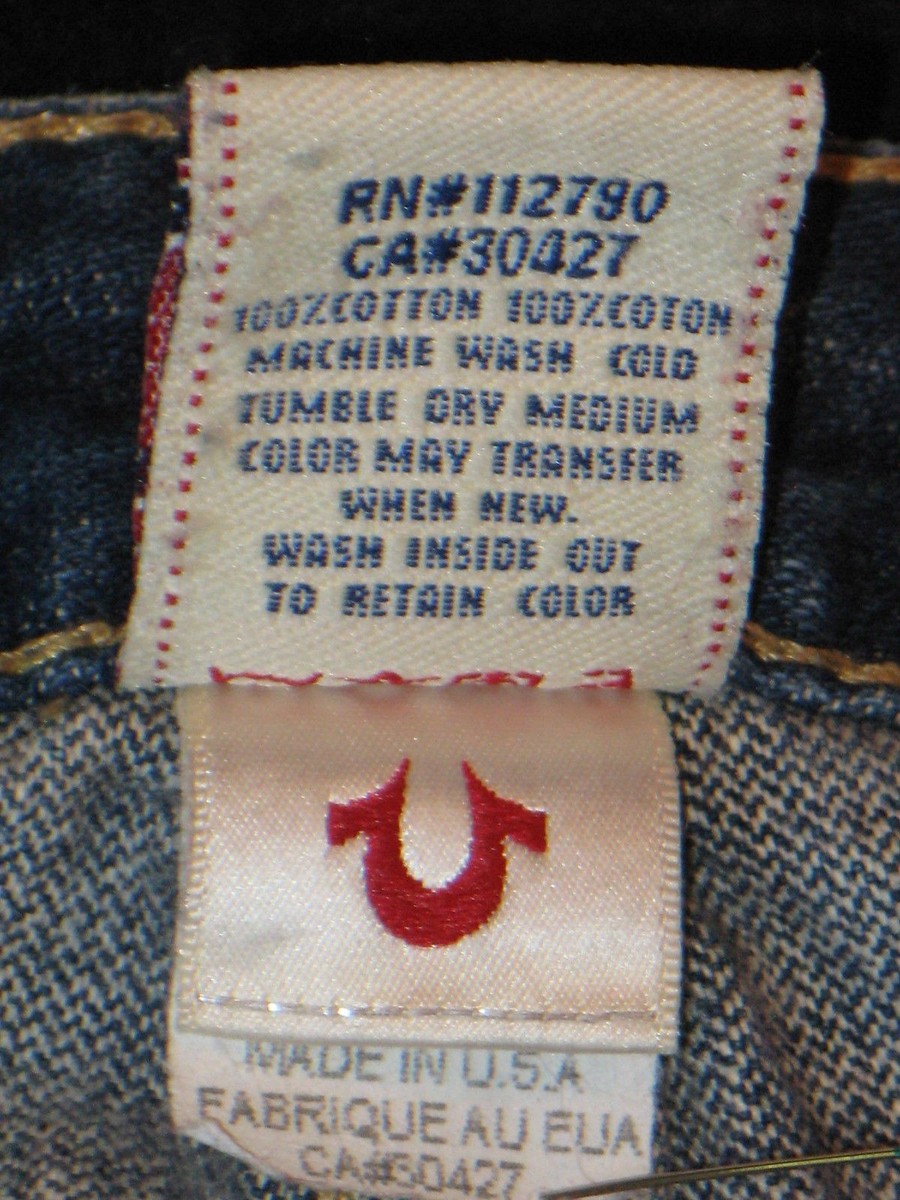 RN#112790
CA#30427
100%COTTON 100%COTON
MACHINE WASH COLD
TUMBLE DRY MEDIUM
COLOR MAY TRANSFER
WHEN NEW.
WASH INSIDE OUT
TO RETAIN COLOR
MADE IN U.S.A
FABRIQUE AU EUA
CA#30427